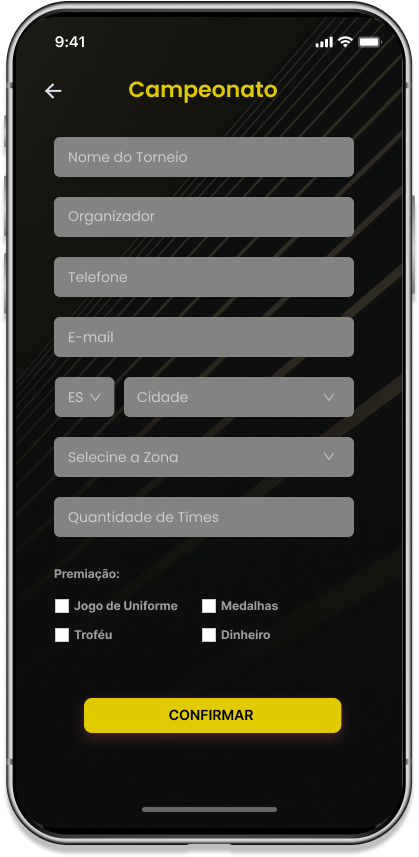 9:41
Campeonato
Nome do Torneio
Organizador
Telefone
E-mail
ES Cidade
Selecine a Zona
Quantidade de Times
Premiação:
Jogo de Uniforme Medalhas
Troféu Dinheiro
CONFIRMAR